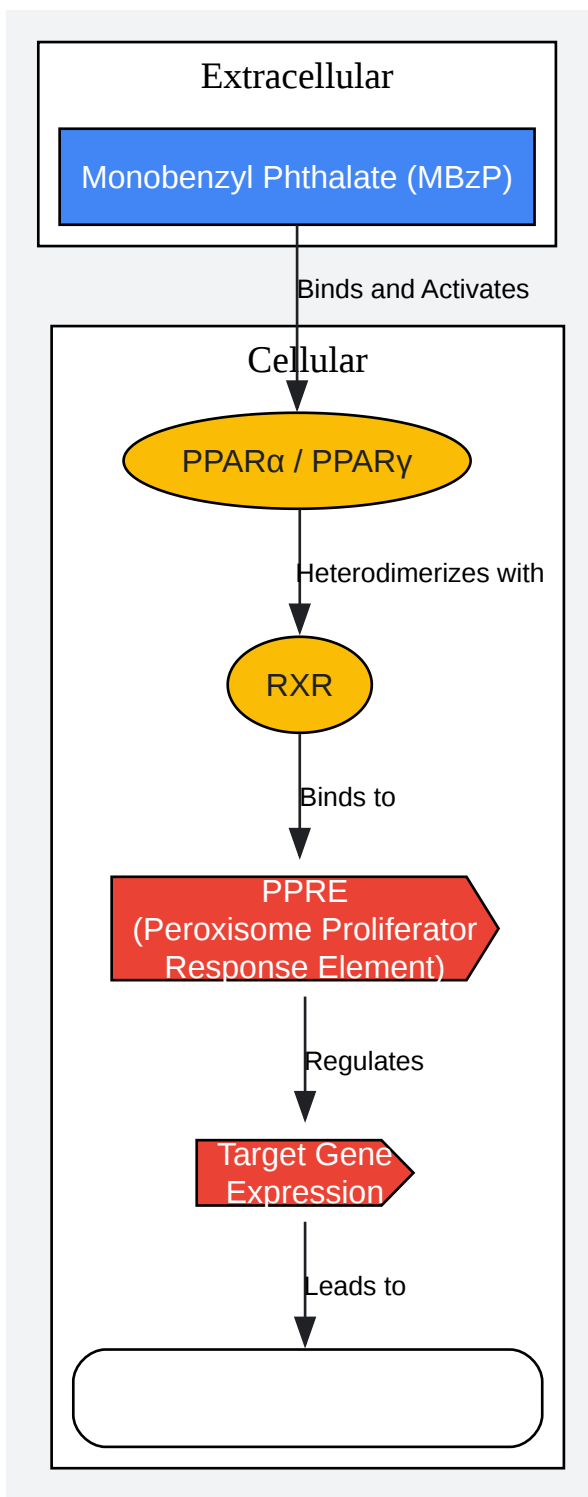 Extracellular
Monobenzyl Phthalate (MBzP)
Binds and Activates
Cellular
PPARα / PPARγ
Heterodimerizes with
RXR
Binds to
PPRE
(Peroxisome Proliferator
Response Element)
Regulates
Target Gene
Expression
Leads to